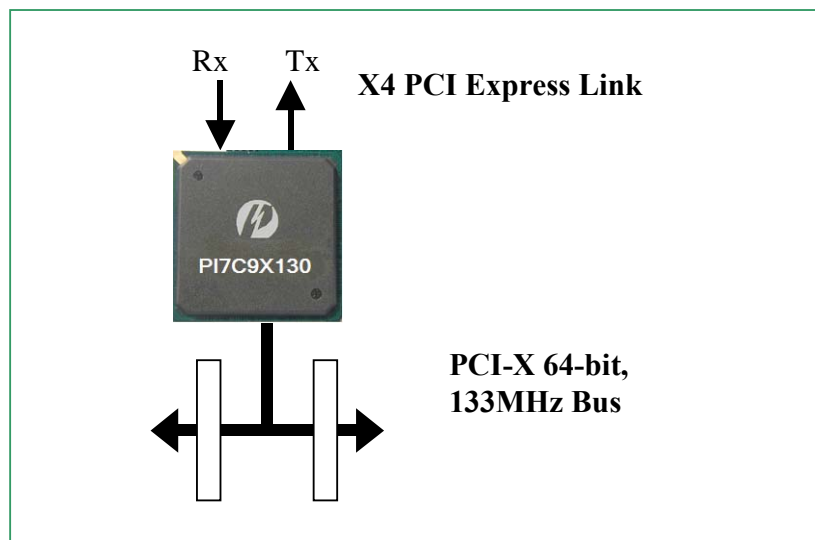 Rx Tx
X4 PCI Express Link
PI7C9X130
PCI-X 64-bit,
133MHz Bus